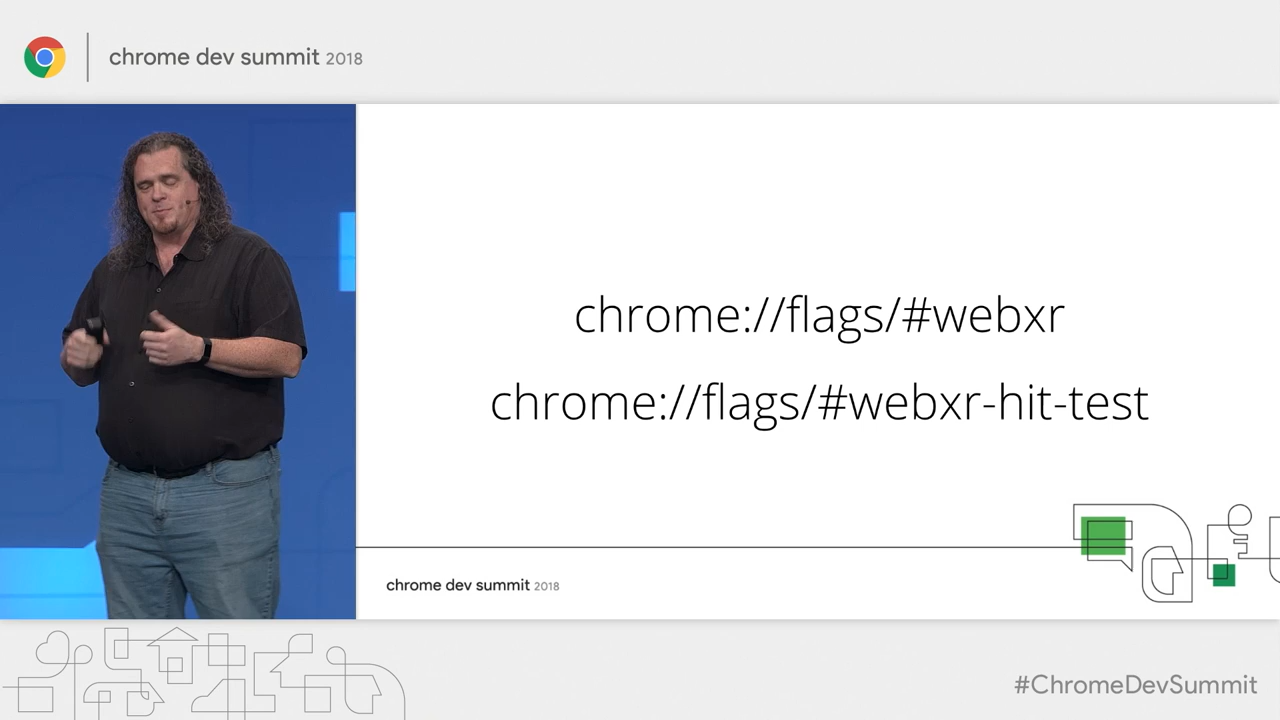 chrome dev summit 2018
chrome://flags/#webxr
chrome://flags/#webxr-hit-test
chrome dev summit 2018
#ChromeDevSummit